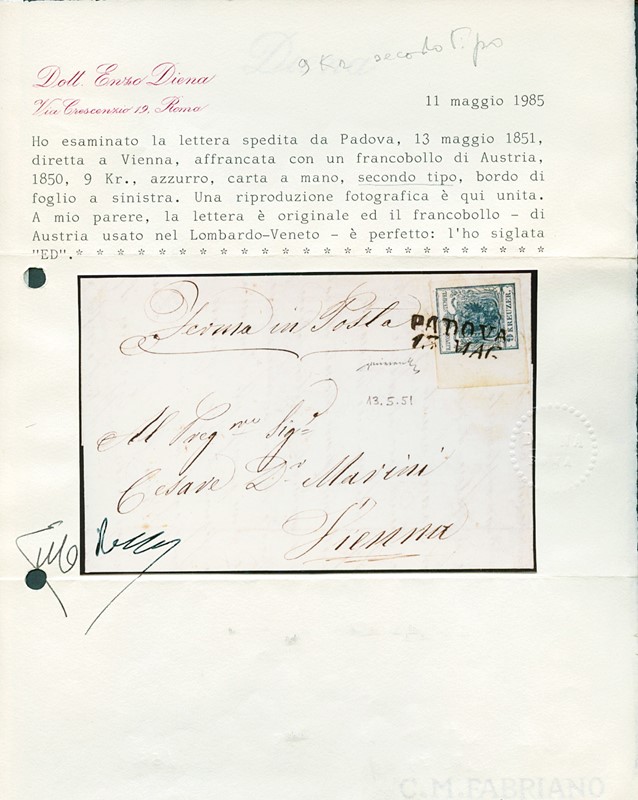 9 Kr secondo Tipo
Dott. Enzo Diena
Via Crescenzio 19. Roma
11 maggio 1985
Ho esaminato la lettera spedita da Padova, 13 maggio 1851,
diretta a Vienna, affrancata con un francobollo di Austria,
1850, 9 Kr., azzurro, carta a mano, secondo tipo, bordo di
foglio a sinistra. Una riproduzione fotografica è qui unita.
A mio parere, la lettera è originale ed il francobollo - di
Austria usato nel Lombardo-Veneto - è perfetto: l'ho siglata
"ED".* * * * * * * * * * * * * * * * * * * * * * *
9 KREUZER.
Ferma in Posta
PADOVA
13 MAG.
13.5.51
Al Preg.mo Sig.r
Cesare D.r Marini
Vienna
C.M.FABRIANO